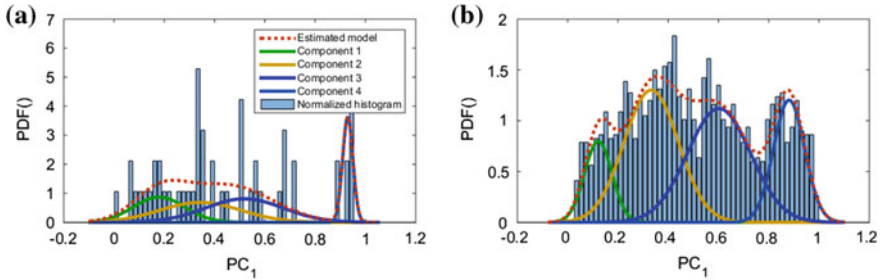 (a)
7
6
5
4
3
2
1
0
PDF()
-0.2 0 0.2 0.4 0.6 0.8 1 1.2
PC1
Estimated model
Component 1
Component 2
Component 3
Component 4
Normalized histogram
(b)
2
1.5
1
0.5
0
PDF()
-0.2 0 0.2 0.4 0.6 0.8 1 1.2
PC1